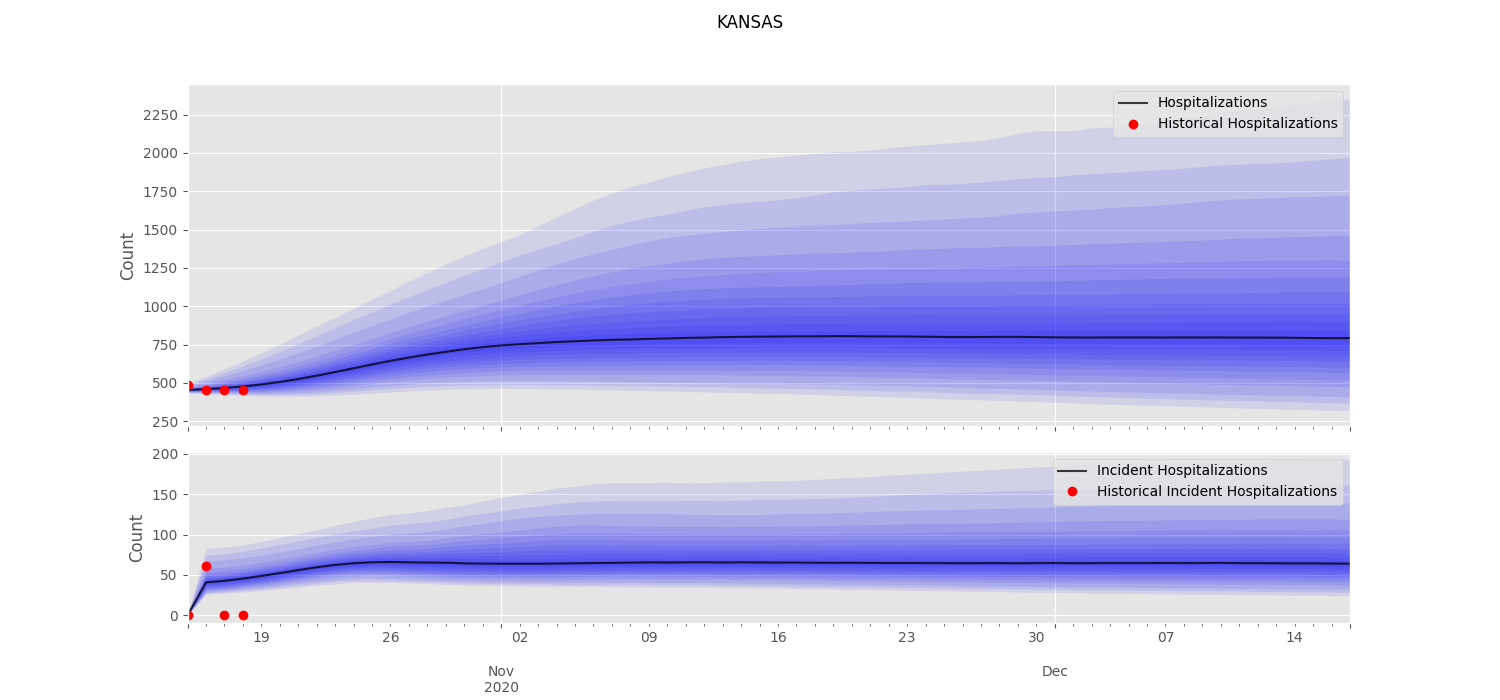 KANSAS
Hospitalizations
Historical Hospitalizations
2250
2000
1750
1500
1250
1000
750
500
250
Count
Incident Hospitalizations
Historical Incident Hospitalizations
200
150
100
50
0
Count
19 26 02 09 16 23 30 07 14
Nov Dec
2020